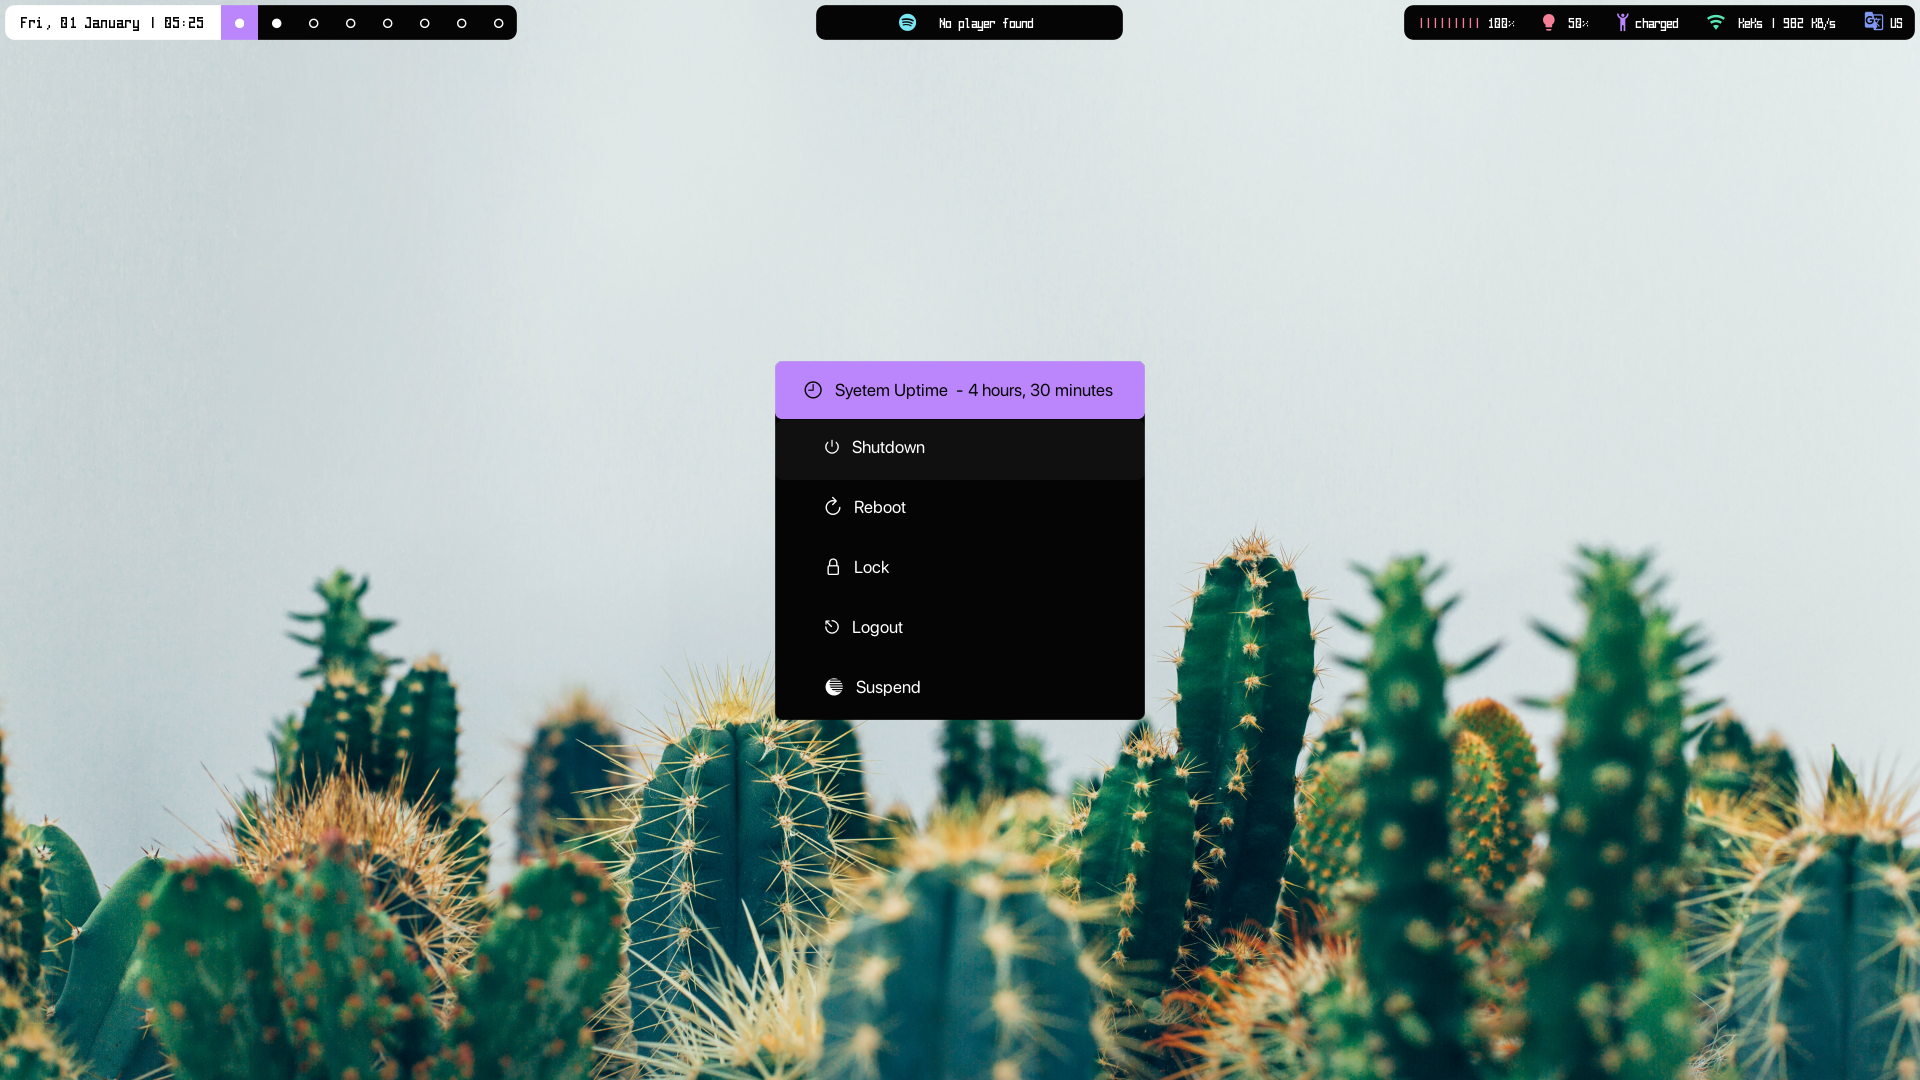 Fri, 01 January | 05:25
No player found
100%
50%
charged
KeKs | 902 KB/s
US
Syetem Uptime - 4 hours, 30 minutes
Shutdown
Reboot
Lock
Logout
Suspend